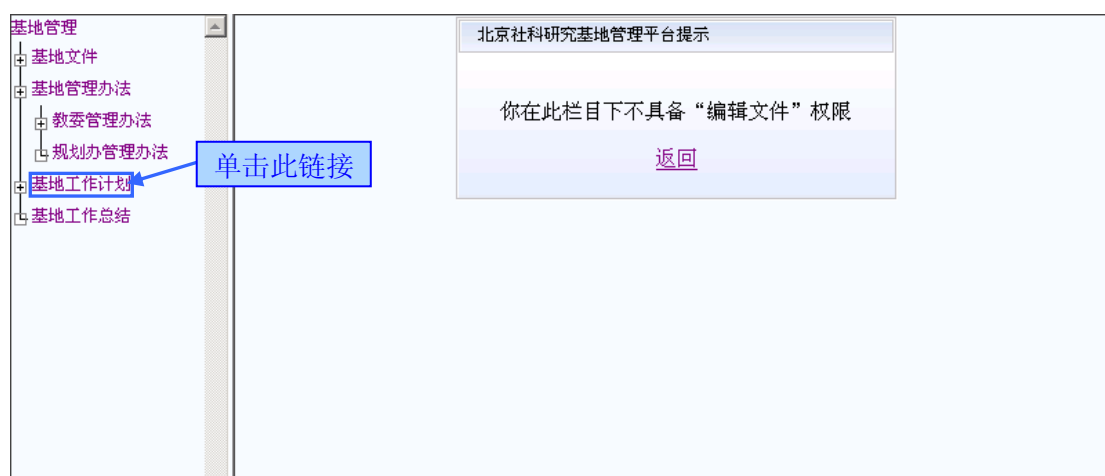 基地管理
基地文件
基地管理办法
教委管理办法
规划办管理办法
基地工作计划
基地工作总结
单击此链接
北京社科研究基地管理平台提示
你在此栏目下不具备“编辑文件”权限
返回